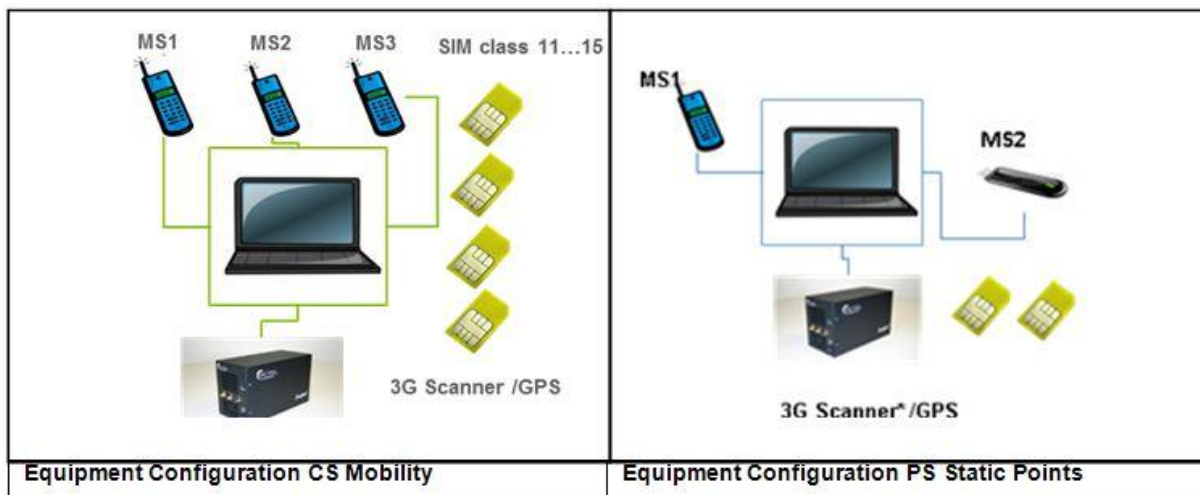 MS1 MS2 MS3 SIM class 11...15
3G Scanner /GPS
Equipment Configuration CS Mobility
MS1
MS2
3G Scanner* /GPS
Equipment Configuration PS Static Points